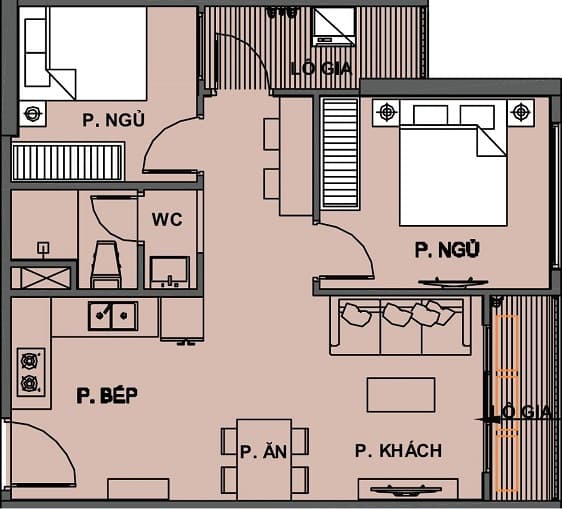 LÔ GIA
P. NGỦ
WC
P. NGỦ
P. BẾP
LÔ GIA
P. ĂN
P. KHÁCH